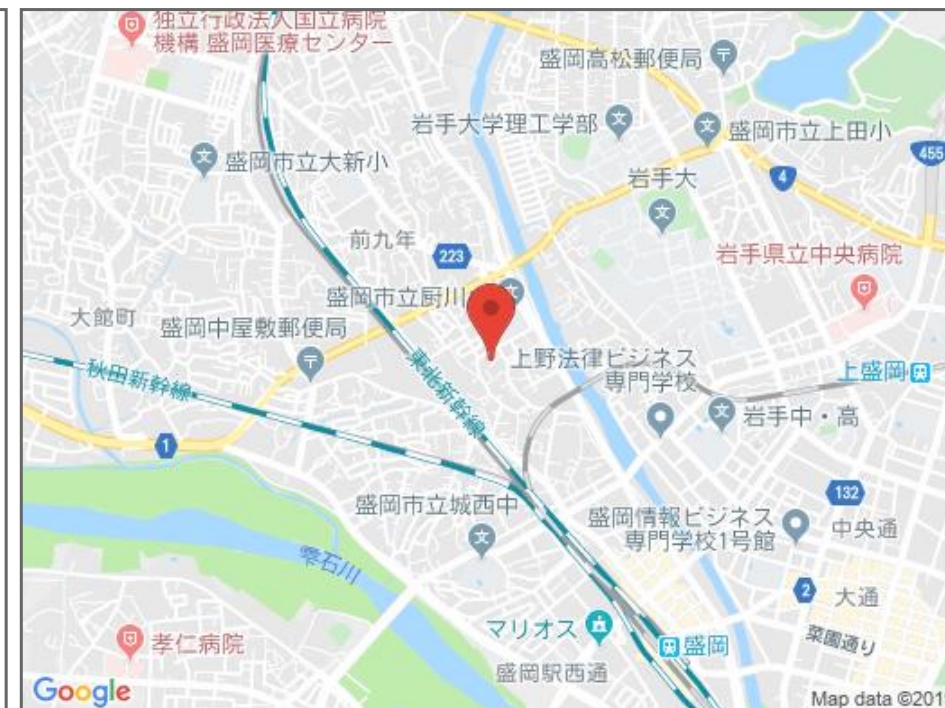 独立行政法人国立病院
機構 盛岡医療センター
盛岡高松郵便局
岩手大学理工学部
盛岡市立上田小
盛岡市立大新小
455
4
岩手大
前九年
223
岩手県立中央病院
盛岡市立厨川
大館町
盛岡中屋敷郵便局
上野法律ビジネス
専門学校
上盛岡
秋田新幹線
東北新幹線
岩手中・高
1
132
盛岡市立城西中
盛岡情報ビジネス
専門学校1号館
中央通
雫石川
2
大通
マリオス
菜園通り
孝仁病院
盛岡
盛岡駅西通
Google
Map data ©201